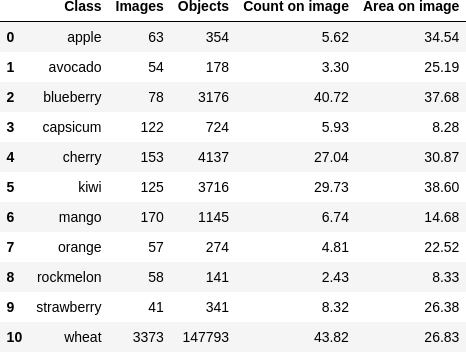 Class Images Objects Count on image Area on image
0 apple 63 354 5.62 34.54
1 avocado 54 178 3.30 25.19
2 blueberry 78 3176 40.72 37.68
3 capsicum 122 724 5.93 8.28
4 cherry 153 4137 27.04 30.87
5 kiwi 125 3716 29.73 38.60
6 mango 170 1145 6.74 14.68
7 orange 57 274 4.81 22.52
8 rockmelon 58 141 2.43 8.33
9 strawberry 41 341 8.32 26.38
10 wheat 3373 147793 43.82 26.83